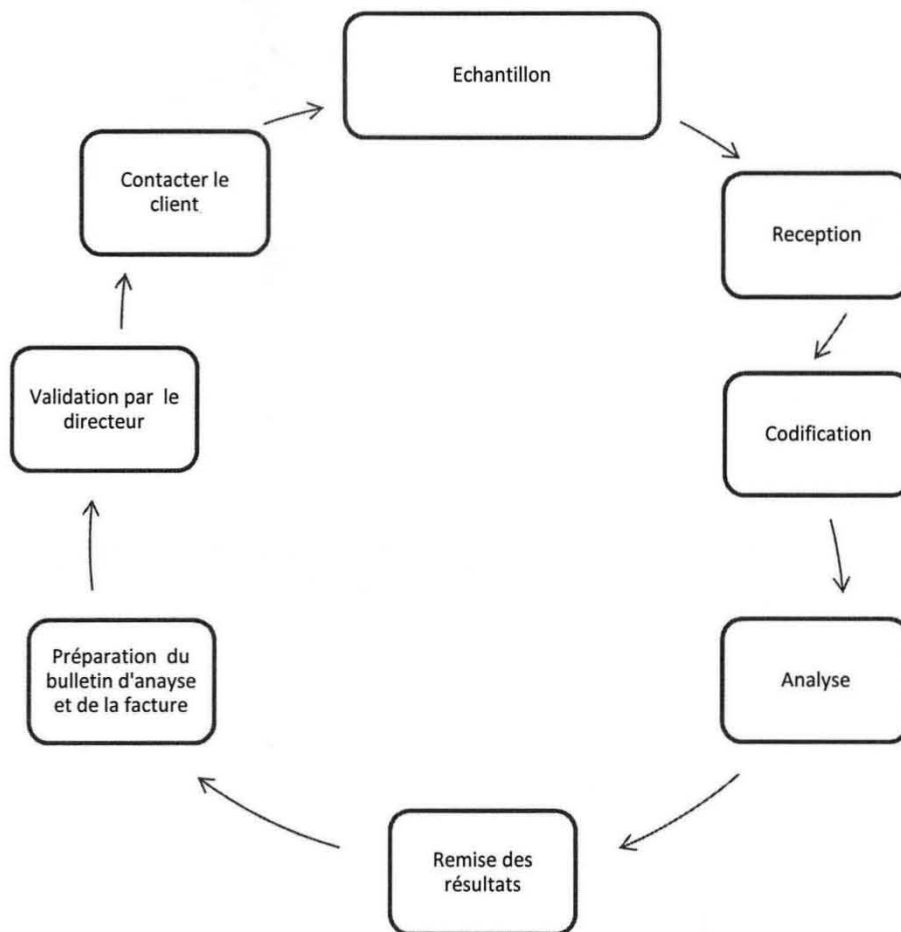 Echantillon
Reception
Codification
Analyse
Remise des
résultats
Préparation du
bulletin d'anayse
et de la facture
Validation par le
directeur
Contacter le
client